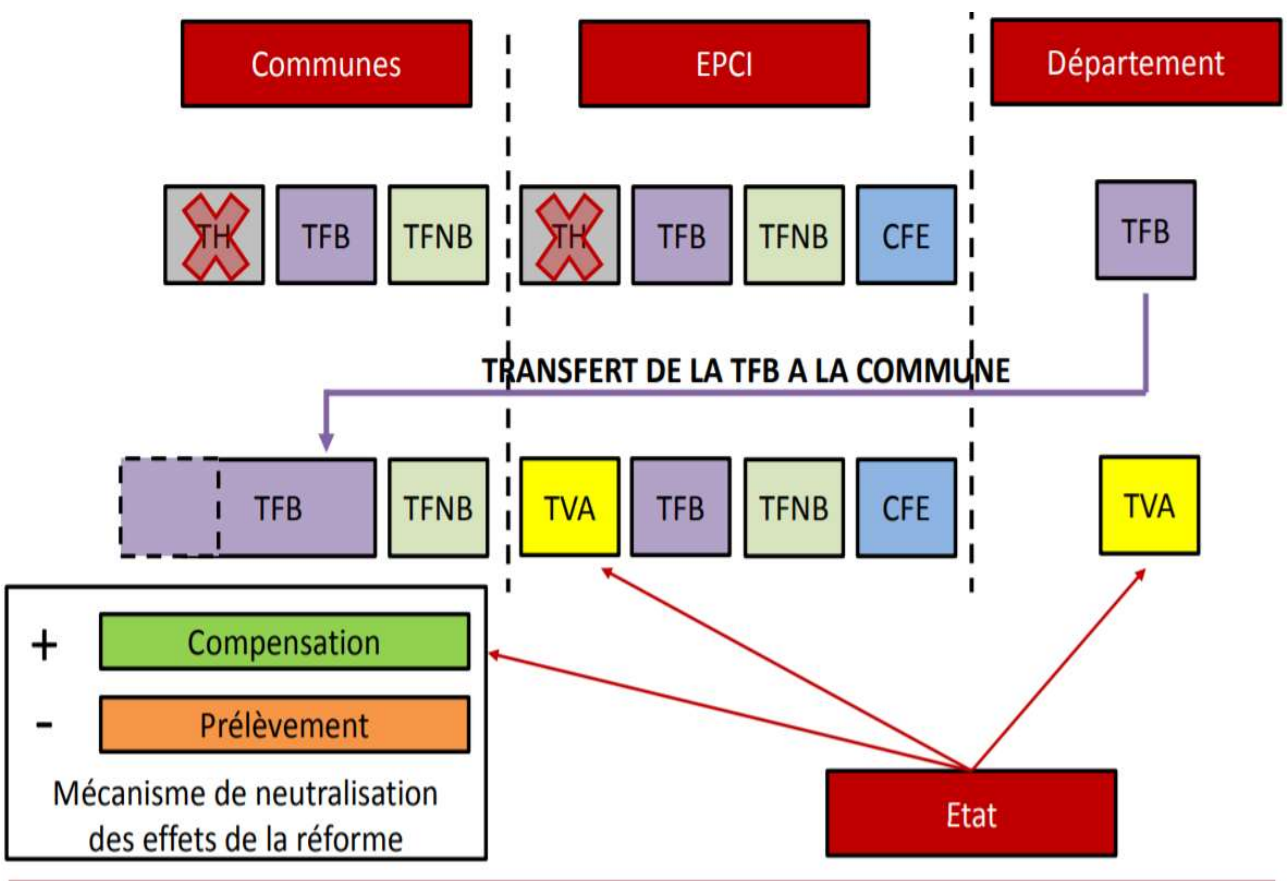 Communes
EPCI
Département
TH
TFB
TFNB
TH
TFB
TFNB
CFE
TFB
TRANSFERT DE LA TFB A LA COMMUNE
TFB
TFNB
TVA
TFB
TFNB
CFE
TVA
+
Compensation
-
Prélèvement
Mécanisme de neutralisation
des effets de la réforme
Etat